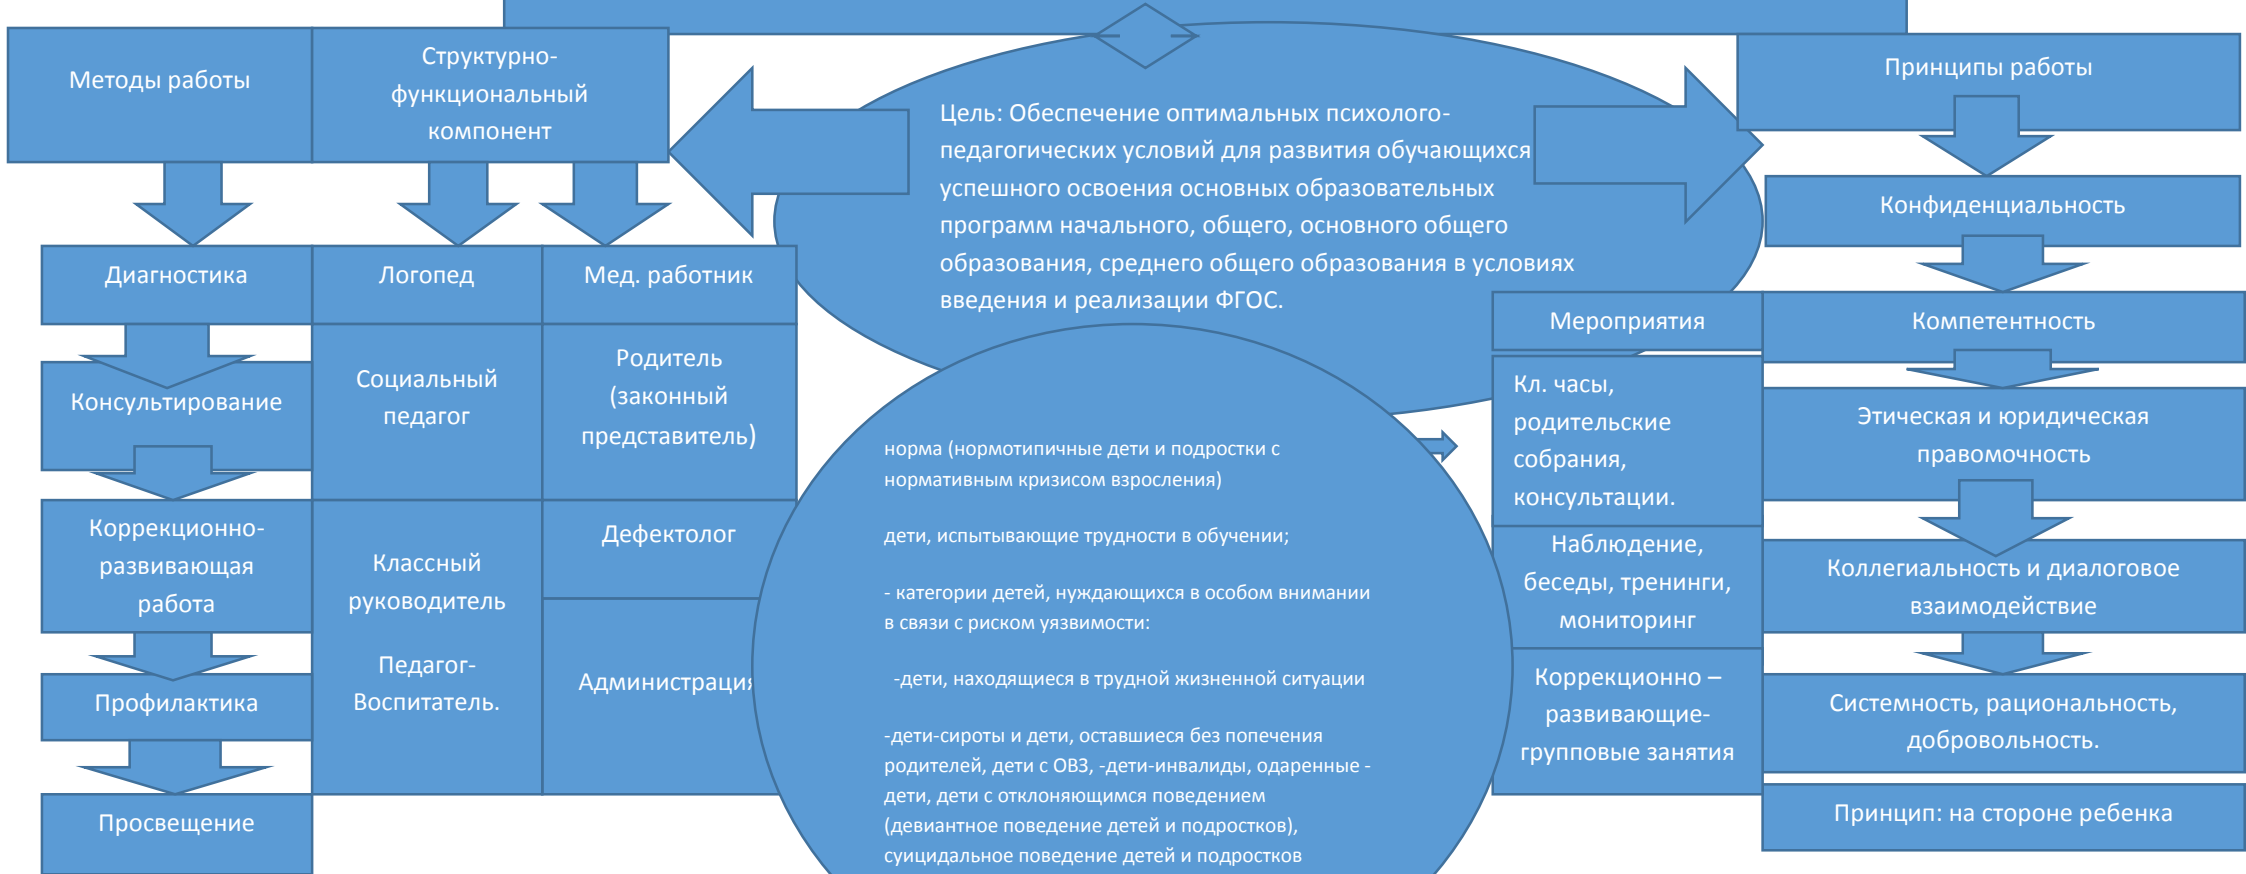 Методы работы
Структурно-
функциональный
компонент
Диагностика
Консультирование
Коррекционно-
развивающая
работа
Профилактика
Просвещение
Логопед
Социальный
педагог
Классный
руководитель
Педагог-
Воспитатель.
Мед. работник
Родитель
(законный
представитель)
Дефектолог
Администрация
Цель: Обеспечение оптимальных психолого-
педагогических условий для развития обучающихся
успешного освоения основных образовательных
программ начального, общего, основного общего
образования, среднего общего образования в условиях
введения и реализации ФГОС.
норма (нормотипичные дети и подростки с
нормативным кризисом взросления)
дети, испытывающие трудности в обучении;
- категории детей, нуждающихся в особом внимании
в связи с риском уязвимости:
-дети, находящиеся в трудной жизненной ситуации
-дети-сироты и дети, оставшиеся без попечения
родителей, дети с ОВЗ, -дети-инвалиды, одаренные -
дети, дети с отклоняющимся поведением
(девиантное поведение детей и подростков),
суицидальное поведение детей и подростков
Мероприятия
Кл. часы,
родительские
собрания,
консультации.
Наблюдение,
беседы, тренинги,
мониторинг
Коррекционно –
развивающие-
групповые занятия
Принципы работы
Конфиденциальность
Компетентность
Этическая и юридическая
правомочность
Коллегиальность и диалоговое
взаимодействие
Системность, рациональность,
добровольность.
Принцип: на стороне ребенка